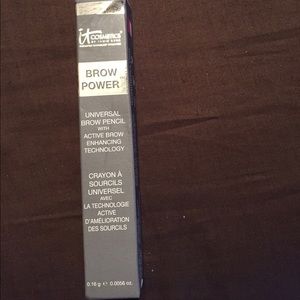 it
COSMETICS
BROW
POWER™
UNIVERSAL
BROW PENCIL
WITH
ACTIVE BROW
ENHANCING
TECHNOLOGY
CRAYON À
SOURCILS
UNIVERSEL
AVEC
LA TECHNOLOGIE
ACTIVE
D'AMÉLIORATION
DES SOURCILS
0.16 g ℮ 0.0056 oz.